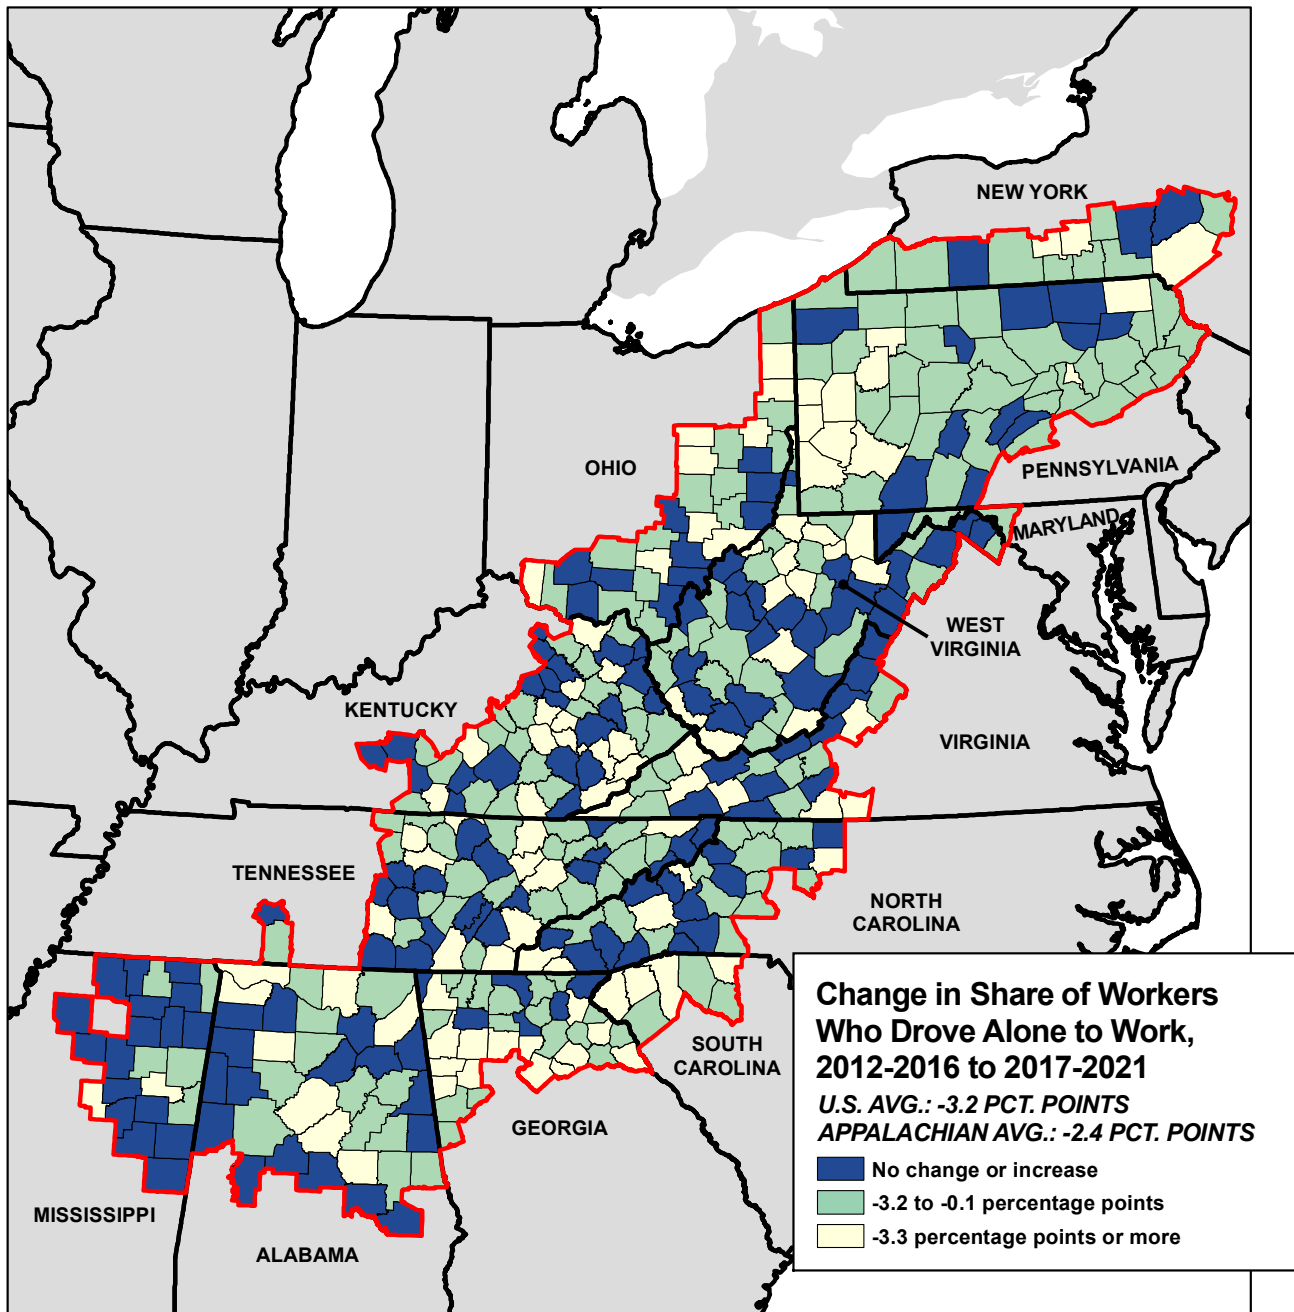 NEW YORK
OHIO
PENNSYLVANIA
MARYLAND
WEST
VIRGINIA
KENTUCKY
VIRGINIA
TENNESSEE
NORTH
CAROLINA
SOUTH
CAROLINA
GEORGIA
MISSISSIPPI
ALABAMA
Change in Share of Workers
Who Drove Alone to Work,
2012-2016 to 2017-2021
U.S. AVG.: -3.2 PCT. POINTS
APPALACHIAN AVG.: -2.4 PCT. POINTS
No change or increase
-3.2 to -0.1 percentage points
-3.3 percentage points or more